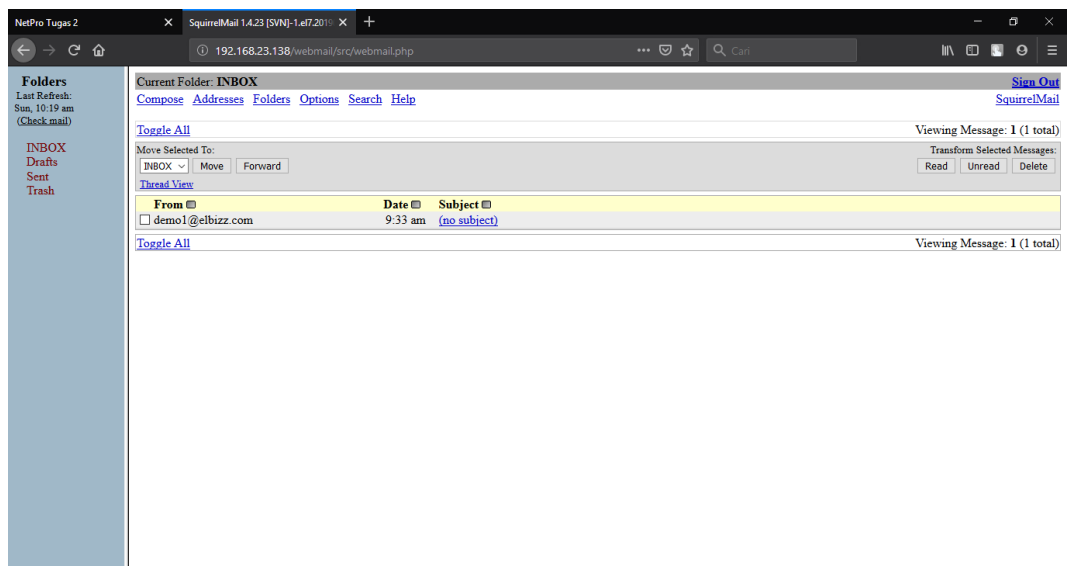 NetPro Tugas 2
SquirrelMail 1.4.23 [SVN]-1.el7.2019
192.168.23.138/webmail/src/webmail.php
Cari
Folders
Last Refresh:
Sun, 10:19 am
(Check mail)
INBOX
Drafts
Sent
Trash
Current Folder: INBOX
Sign Out
Compose Addresses Folders Options Search Help
SquirrelMail
Toggle All
Viewing Message: 1 (1 total)
Move Selected To:
Transform Selected Messages:
INBOX Move Forward
Read Unread Delete
Thread View
From Date Subject
demo1@elbizz.com 9:33 am (no subject)
Toggle All
Viewing Message: 1 (1 total)